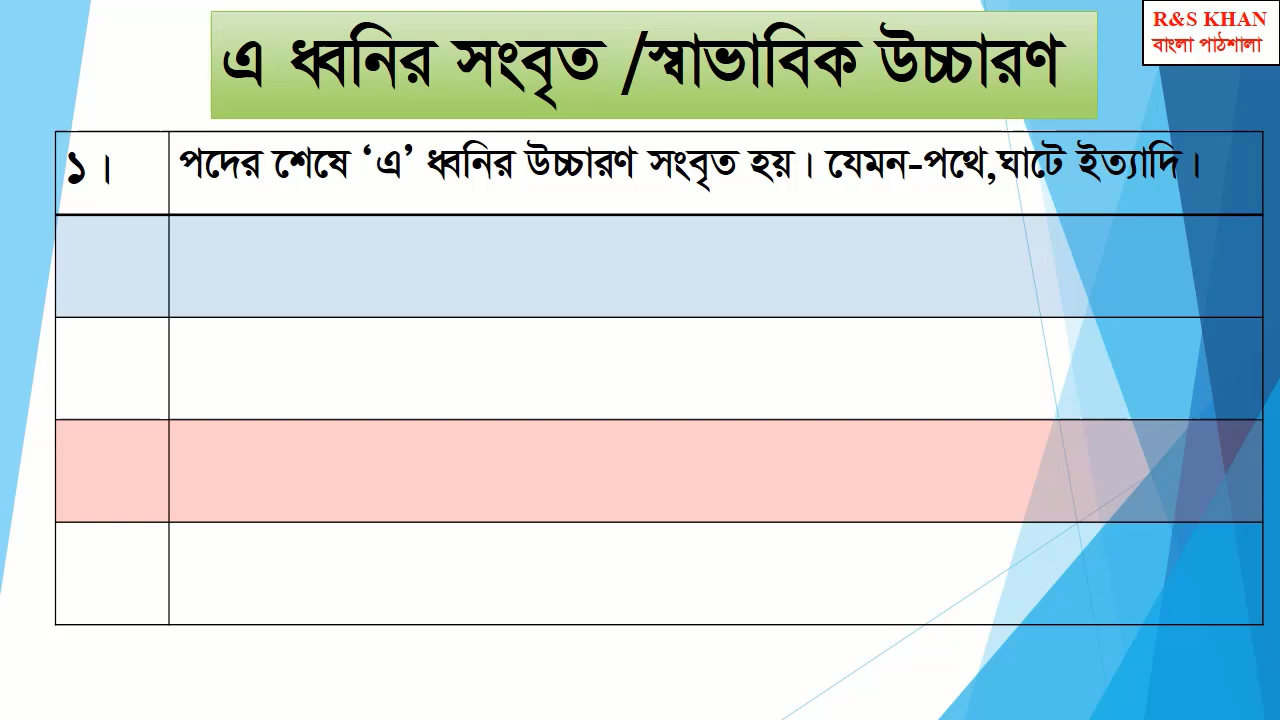 R&S KHAN
বাংলা পাঠশালা
এ ধ্বনির সংবৃত /স্বাভাবিক উচ্চারণ
১। পদের শেষে ‘এ’ ধ্বনির উচ্চারণ সংবৃত হয়। যেমন-পথে,ঘাটে ইত্যাদি।